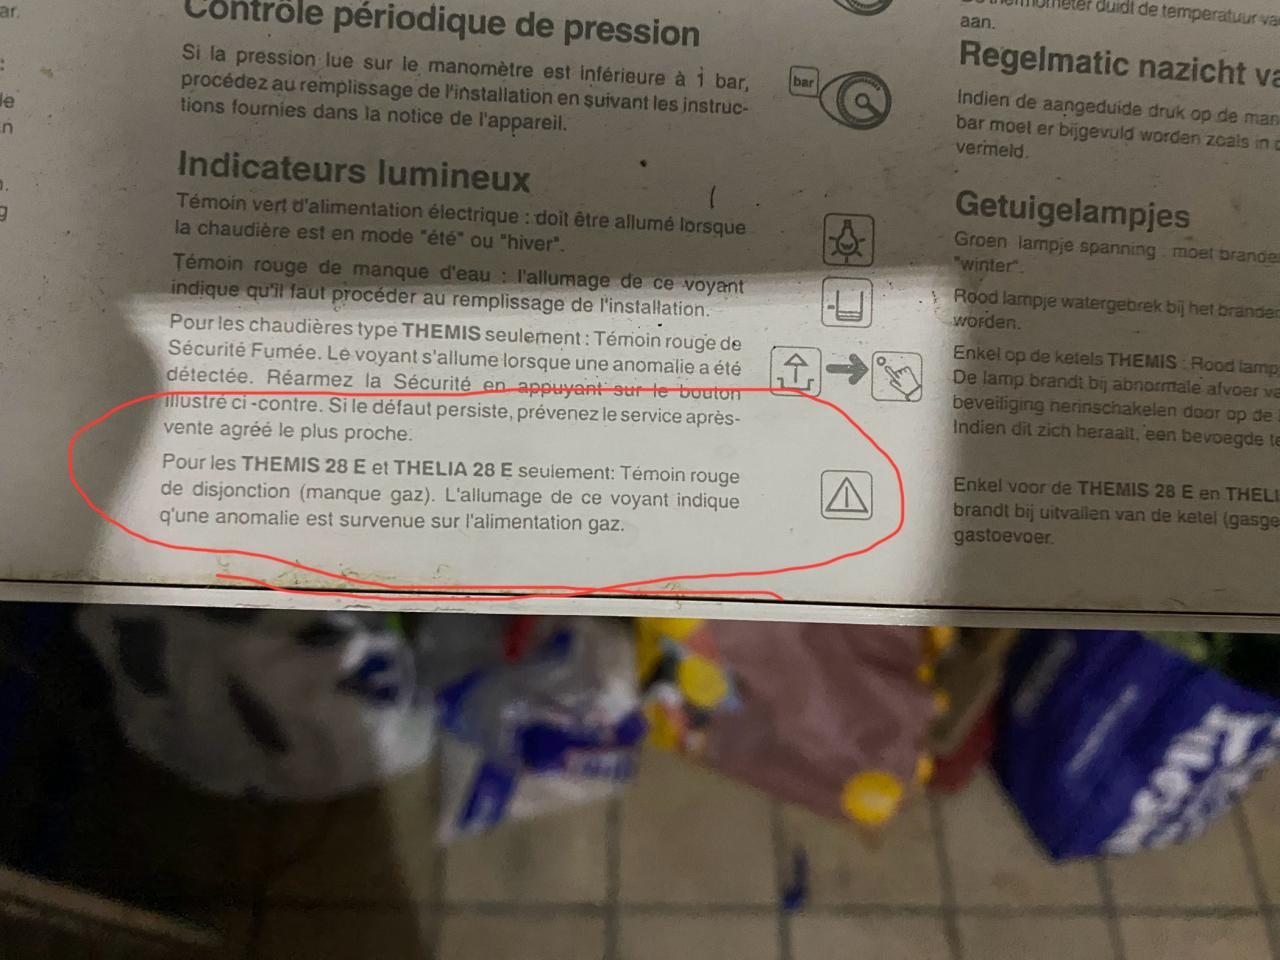 ar.
Contrôle périodique de pression
Si la pression lue sur le manomètre est inférieure à 1 bar,
procédez au remplissage de l'installation en suivant les instruc-
tions fournies dans la notice de l'appareil.
bar
Indicateurs lumineux
Témoin vert d'alimentation électrique : doit être allumé lorsque
la chaudière est en mode "été" ou "hiver".
Témoin rouge de manque d'eau : l'allumage de ce voyant
indique qu'il faut procéder au remplissage de l'installation.
Pour les chaudières type THEMIS seulement : Témoin rouge de
Sécurité Fumée. Le voyant s'allume lorsque une anomalie a été
détectée. Réarmez la Sécurité en appuyant sur le bouton
illustré ci-contre. Si le défaut persiste, prévenez le service après-
vente agréé le plus proche.
Pour les THEMIS 28 E et THELIA 28 E seulement: Témoin rouge
de disjonction (manque gaz). L'allumage de ce voyant indique
q'une anomalie est survenue sur l'alimentation gaz.
duidt de temperatuur
aan.
Regelmatic nazicht
Indien de aangeduide druk op de
bar moet er bijgevuld worden zoals in
vermeld.
Getuigelampjes
Groen lampje spanning : moet
"winter".
Rood lampje watergebrek bij het
worden.
Enkel op de ketels THEMIS : Rood
De lamp brandt bij abnormale afvoer
beveiliging herinschakelen door op de
Indien dit zich heraalt, een bevoegde
Enkel voor de THEMIS 28 E en
brandt bij uitvallen van de ketel
gastoevoer.